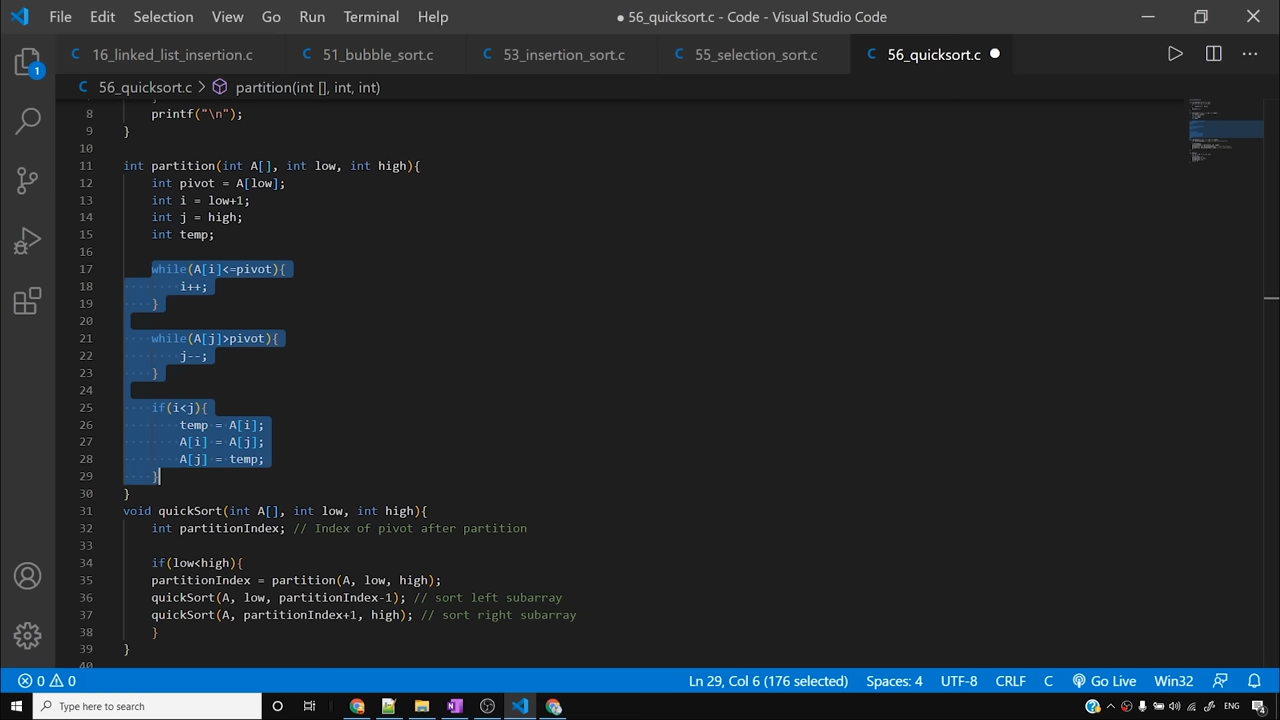 File Edit Selection View Go Run Terminal Help
● 56_quicksort.c - Code - Visual Studio Code
C 16_linked_list_insertion.c
C 51_bubble_sort.c
C 53_insertion_sort.c
C 55_selection_sort.c
C 56_quicksort.c ●
1
C 56_quicksort.c > partition(int [], int, int)
8 printf("\n");
9 }
10
11 int partition(int A[], int low, int high){
12 int pivot = A[low];
13 int i = low+1;
14 int j = high;
15 int temp;
16
17 while(A[i]<=pivot){
18 i++;
19 }
20
21 while(A[j]>pivot){
22 j--;
23 }
24
25 if(i<j){
26 temp = A[i];
27 A[i] = A[j];
28 A[j] = temp;
29 }
30 }
31 void quickSort(int A[], int low, int high){
32 int partitionIndex; // Index of pivot after partition
33
34 if(low<high){
35 partitionIndex = partition(A, low, high);
36 quickSort(A, low, partitionIndex-1); // sort left subarray
37 quickSort(A, partitionIndex+1, high); // sort right subarray
38 }
39 }
40
0 0 Ln 29, Col 6 (176 selected) Spaces: 4 UTF-8 CRLF C Go Live Win32
Type here to search
ENG